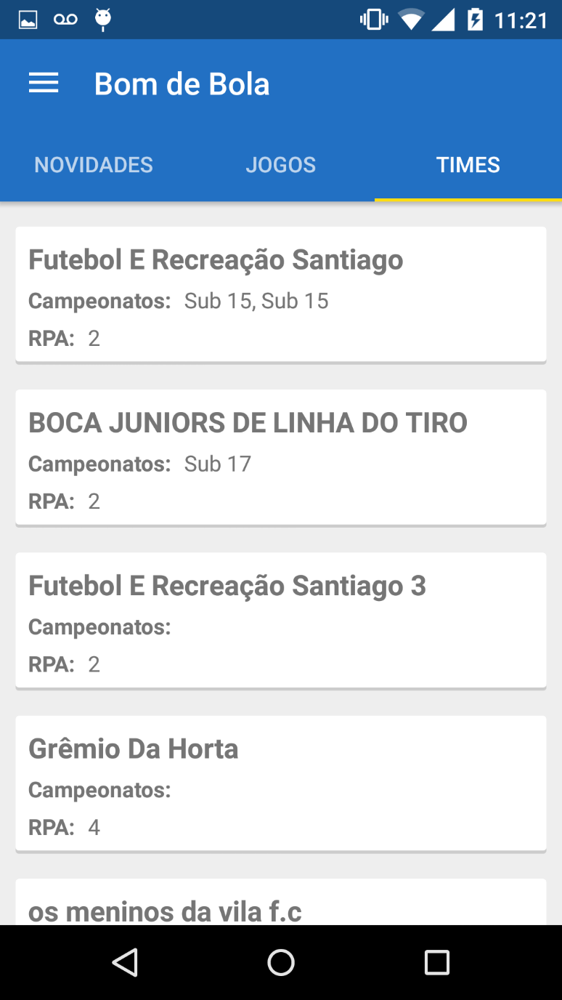 11:21
Bom de Bola
NOVIDADES JOGOS TIMES
Futebol E Recreação Santiago
Campeonatos: Sub 15, Sub 15
RPA: 2
BOCA JUNIORS DE LINHA DO TIRO
Campeonatos: Sub 17
RPA: 2
Futebol E Recreação Santiago 3
Campeonatos:
RPA: 2
Grêmio Da Horta
Campeonatos:
RPA: 4
os meninos da vila f.c